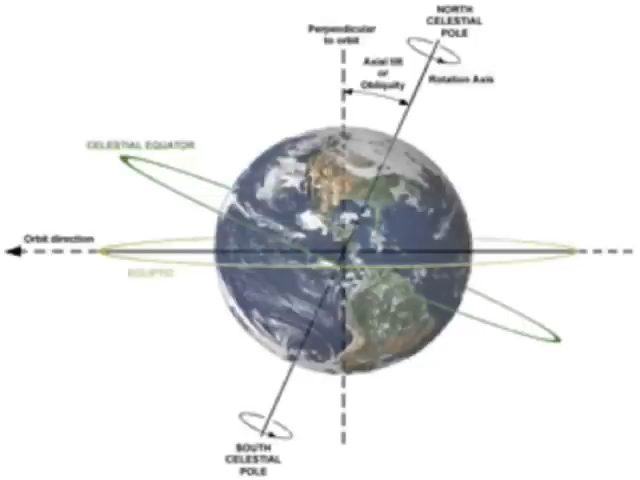 NORTH
CELESTIAL
POLE
Perpendicular
to orbit
Axial tilt
or
Obliquity
Rotation Axis
CELESTIAL EQUATOR
Orbit direction
ECLIPTIC
SOUTH
CELESTIAL
POLE